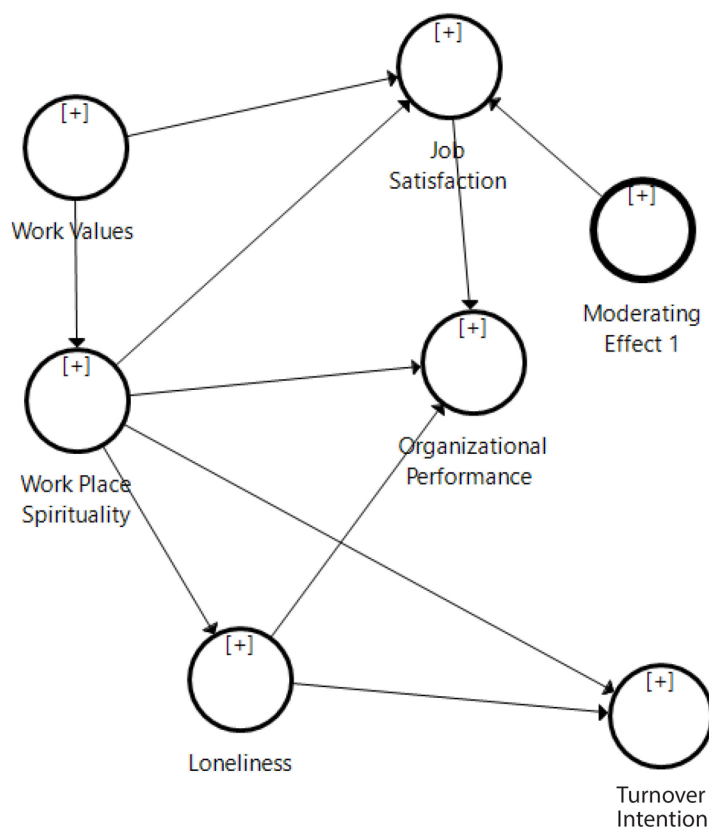 [+]
Job
Satisfaction
[+]
Work Values
[+]
Moderating
Effect 1
[+]
Organizational
Performance
[+]
Work Place
Spirituality
[+]
Loneliness
[+]
Turnover
Intention